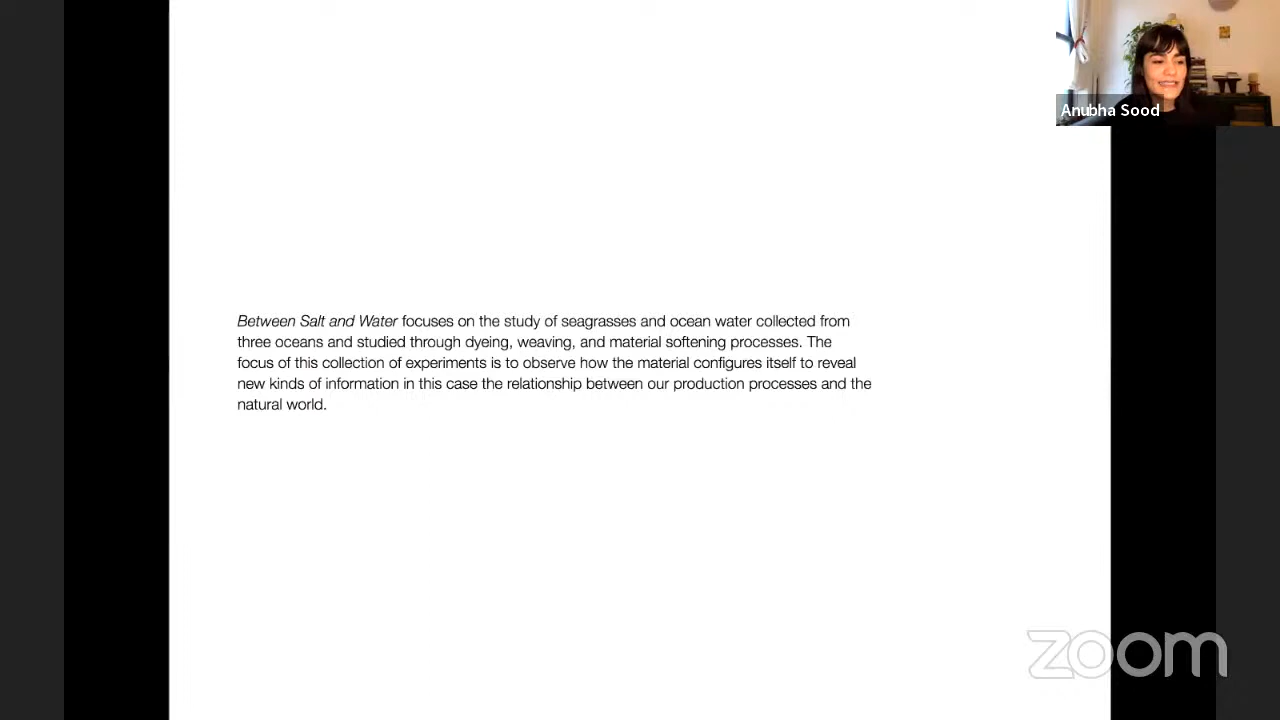 Anubha Sood
Between Salt and Water focuses on the study of seagrasses and ocean water collected from
three oceans and studied through dyeing, weaving, and material softening processes. The
focus of this collection of experiments is to observe how the material configures itself to reveal
new kinds of information in this case the relationship between our production processes and the
natural world.
zoom